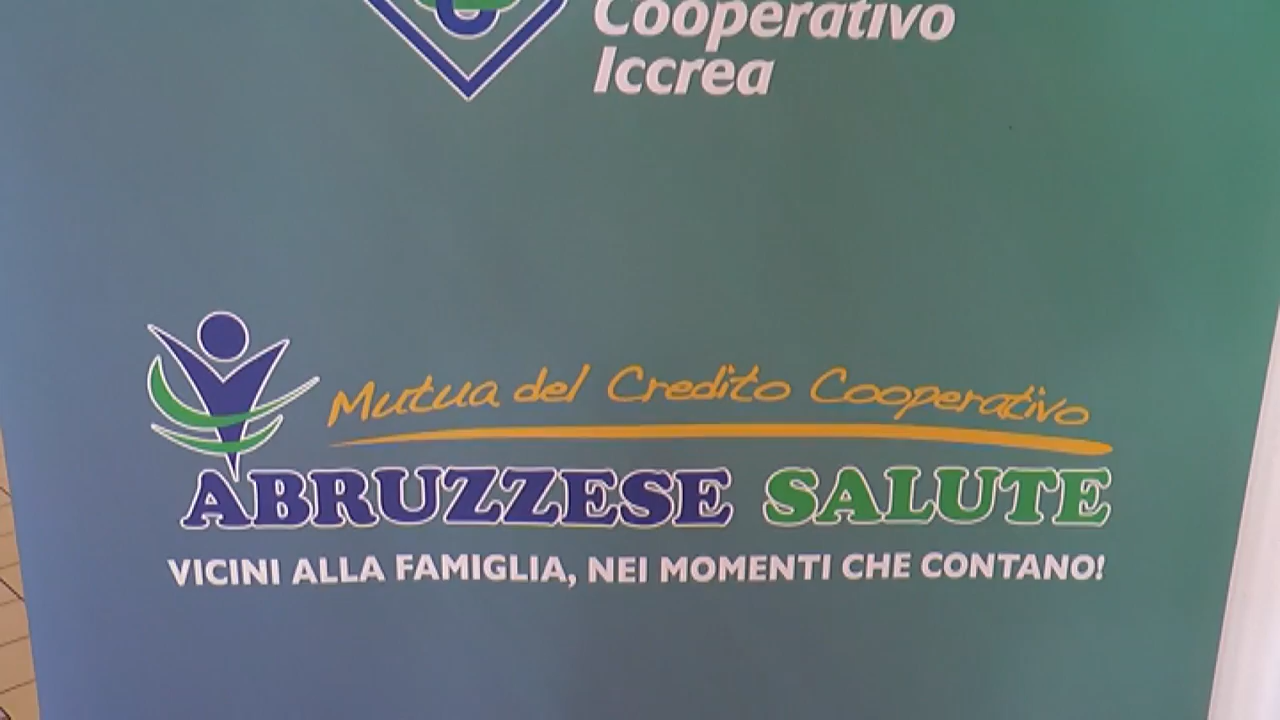 Cooperativo
Iccrea
Mutua del Credito Cooperativo
ABRUZZESE SALUTE
VICINI ALLA FAMIGLIA, NEI MOMENTI CHE CONTANO!